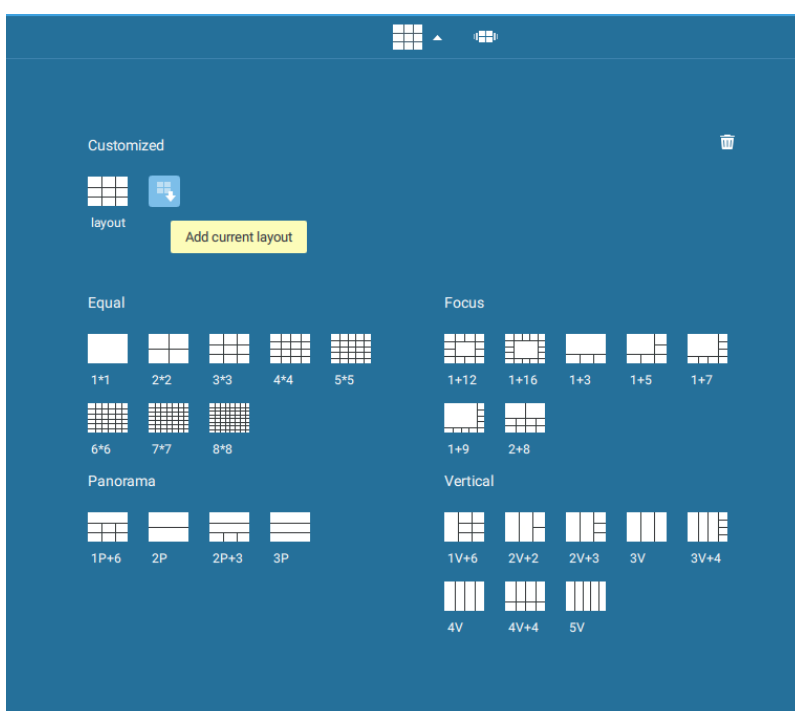 Customized
layout
Add current layout
Equal
1*1 2*2 3*3 4*4 5*5
6*6 7*7 8*8
Focus
1+12 1+16 1+3 1+5 1+7
1+9 2+8
Panorama
1P+6 2P 2P+3 3P
Vertical
1V+6 2V+2 2V+3 3V 3V+4
4V 4V+4 5V